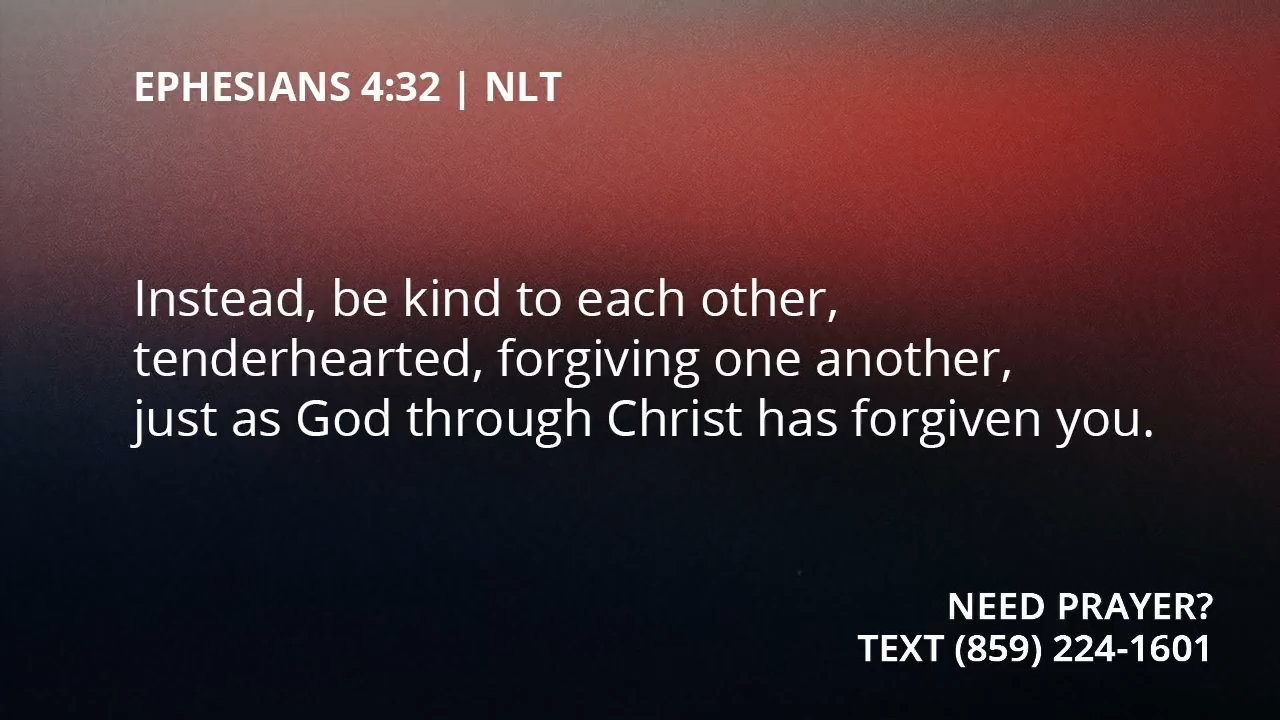 EPHESIANS 4:32 | NLT
Instead, be kind to each other,
tenderhearted, forgiving one another,
just as God through Christ has forgiven you.
NEED PRAYER?
TEXT (859) 224-1601